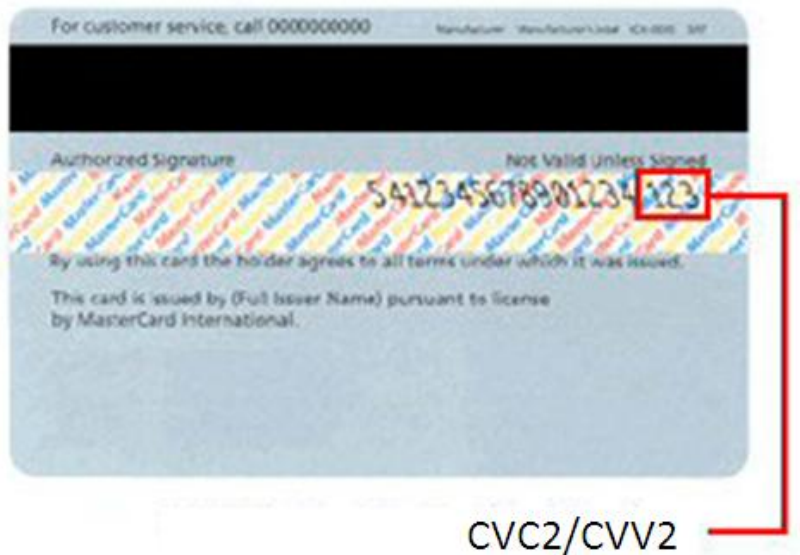 For customer service, call 0000000000
Authorized Signature
Not Valid Unless Signed
5412345678901234 123
By using this card the holder agrees to all terms under which it was issued.
This card is issued by (Full Issuer Name) pursuant to license
by MasterCard International.
CVC2/CVV2